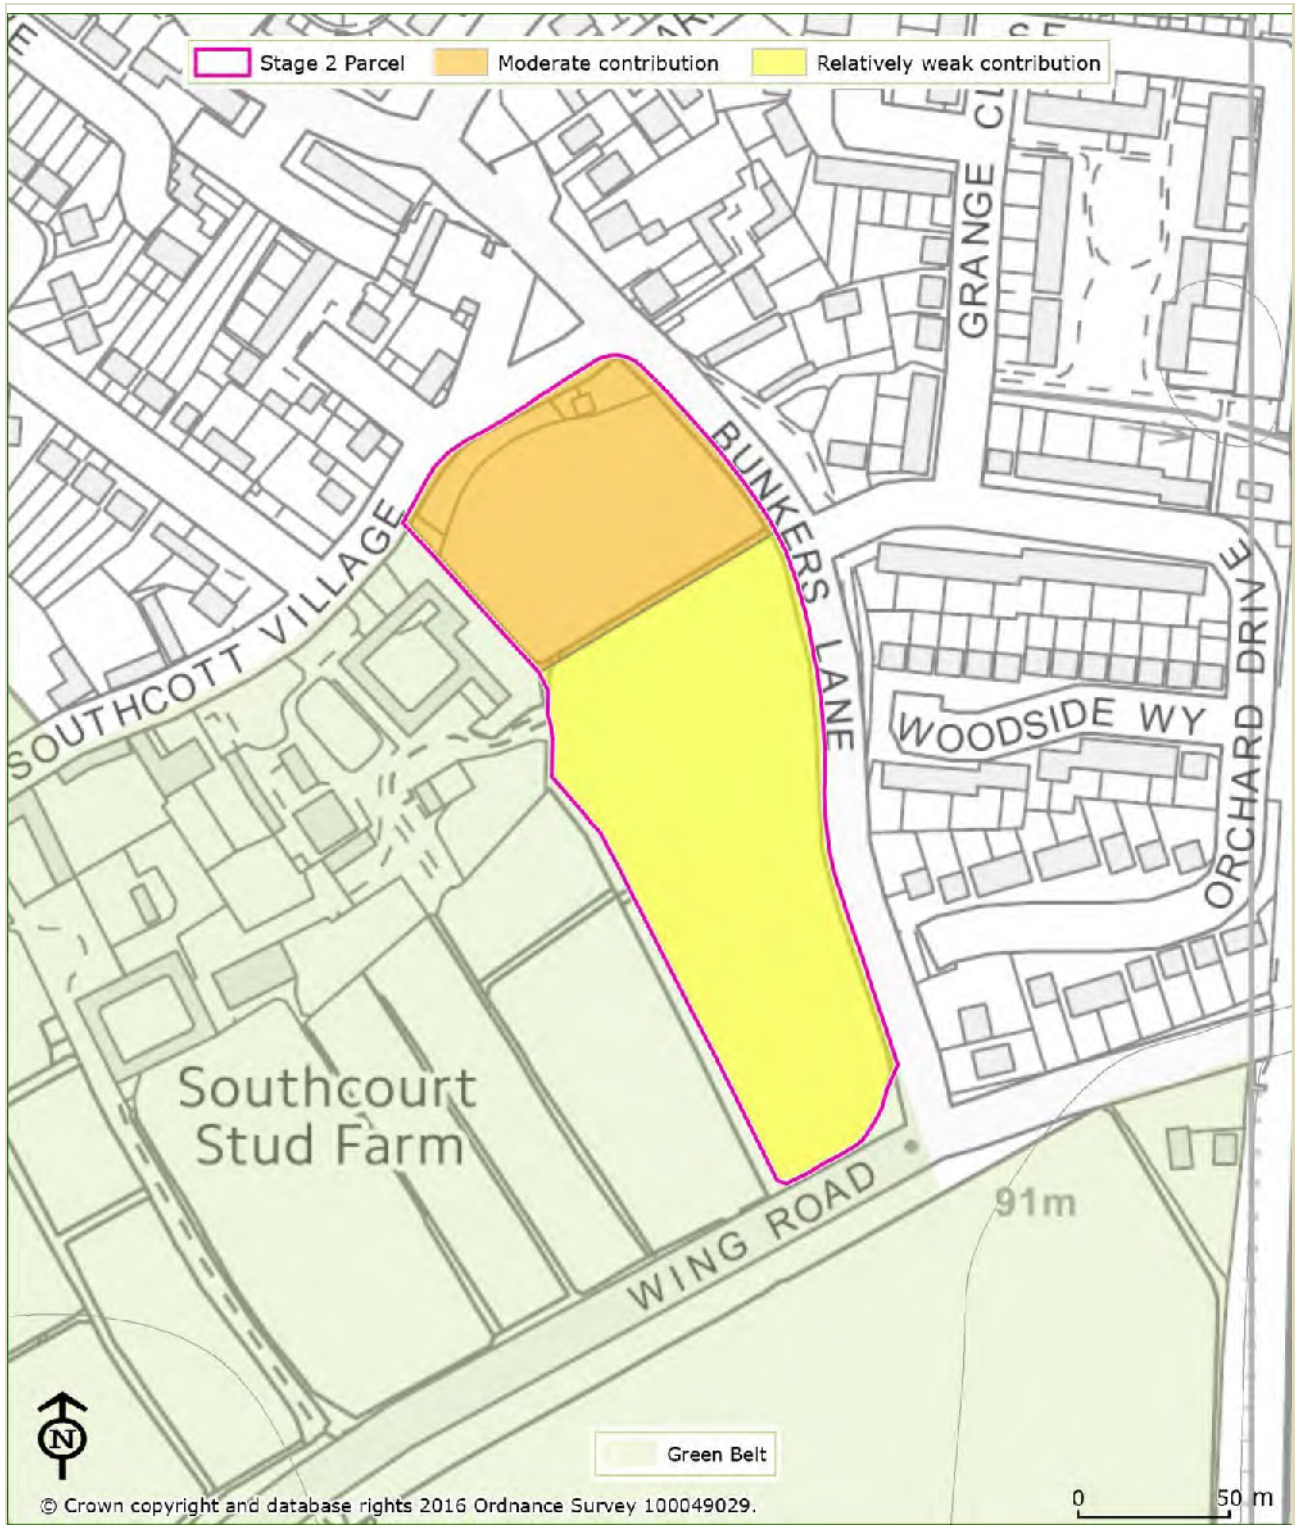 Stage 2 Parcel Moderate contribution Relatively weak contribution
GRANGE
BUNKERS LANE
SOUTHCOTT VILLAGE
WOODSIDE WY
ORCHARD DRIVE
Southcourt
Stud Farm
WING ROAD
91m
N
Green Belt
© Crown copyright and database rights 2016 Ordnance Survey 100049029.
0 50 m